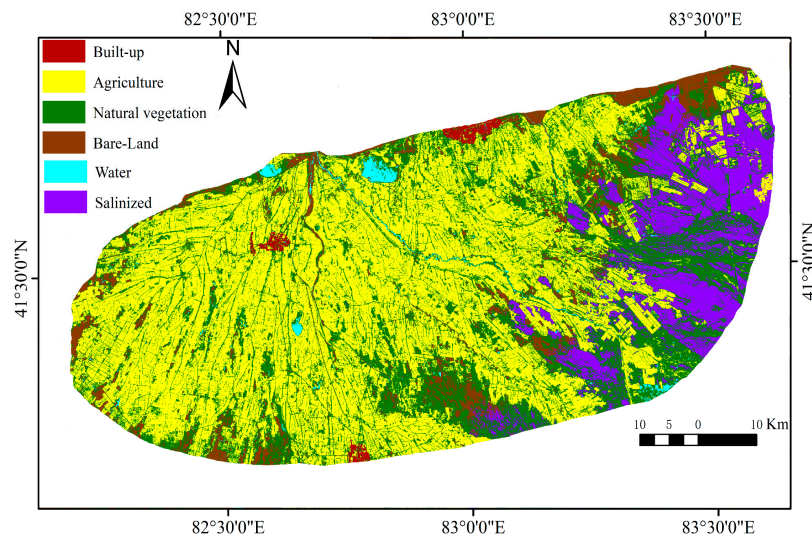 82°30'0"E 83°0'0"E 83°30'0"E
N
Built-up
Agriculture
Natural vegetation
Bare-Land
Water
Salinized
41°30'0"N
41°30'0"N
10 5 0 10 Km
82°30'0"E 83°0'0"E 83°30'0"E